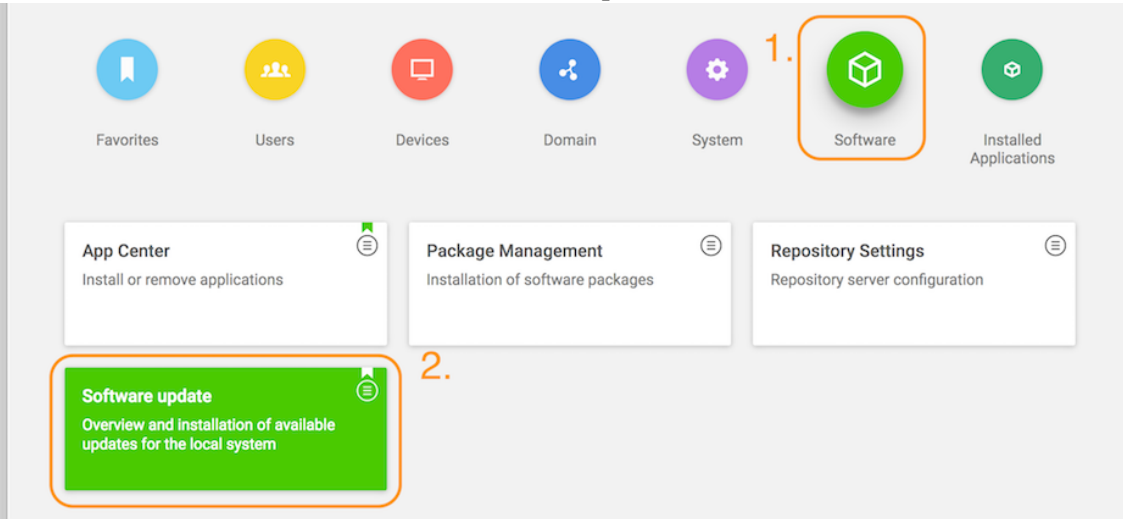 1.
Favorites
Users
Devices
Domain
System
Software
Installed
Applications
App Center
Install or remove applications
Package Management
Installation of software packages
Repository Settings
Repository server configuration
2.
Software update
Overview and installation of available
updates for the local system